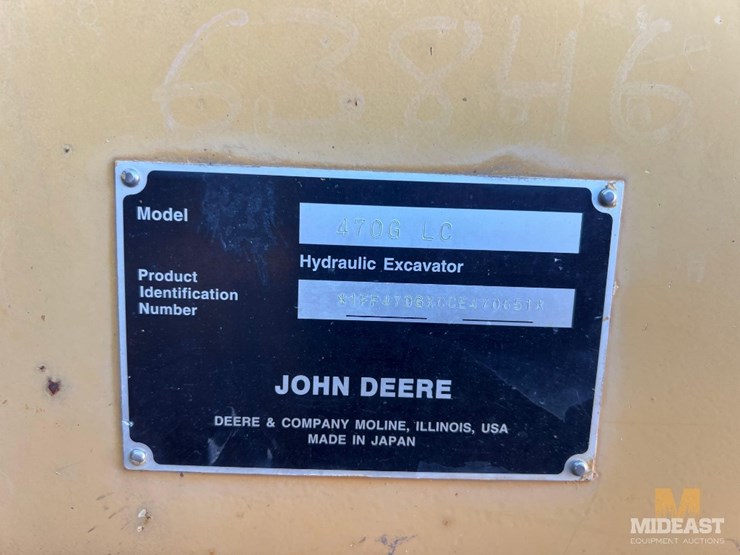 63846
Model
470G LC
Hydraulic Excavator
Product
Identification
Number
JOHN DEERE
DEERE & COMPANY MOLINE, ILLINOIS, USA
MADE IN JAPAN
M
MIDEAST
EQUIPMENT AUCTIONS